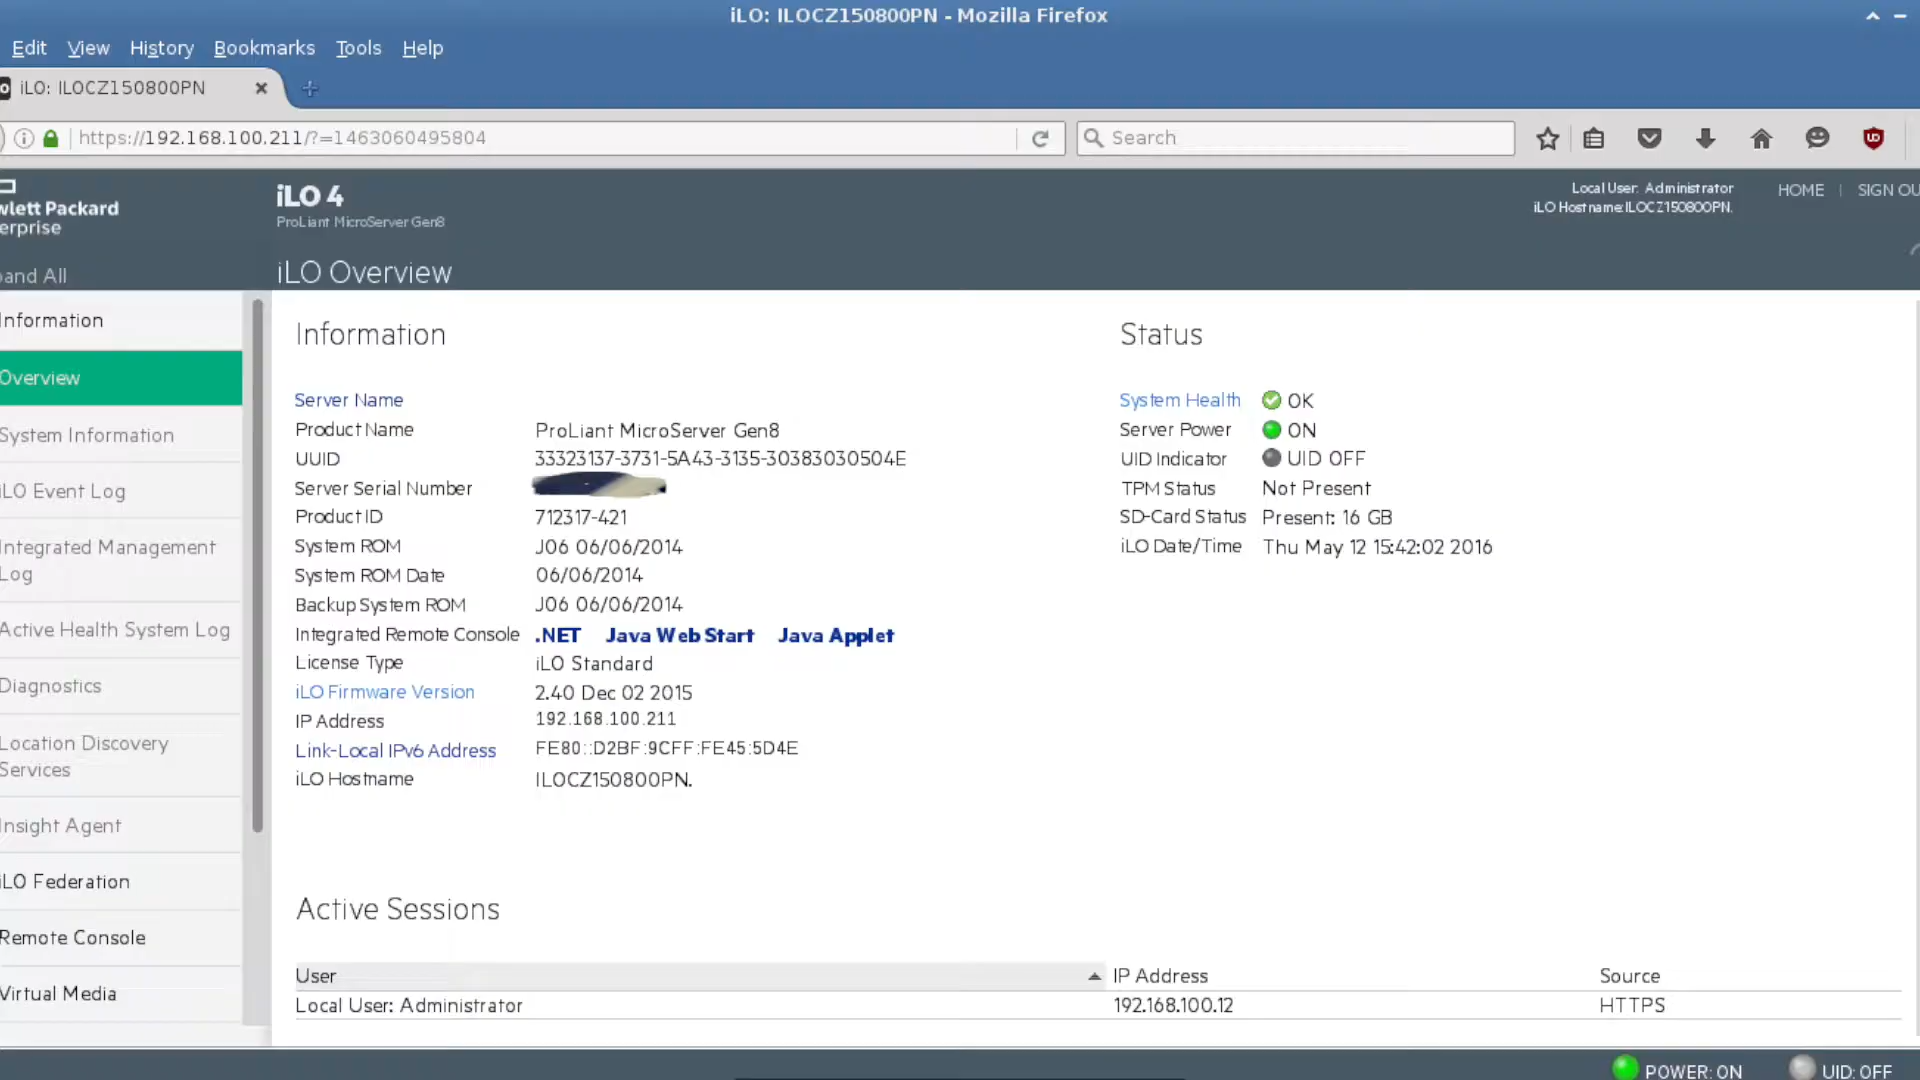 iLO: ILOCZ150800PN - Mozilla Firefox
Edit View History Bookmarks Tools Help
iLO: ILOCZ150800PN
https://192.168.100.211/?=1463060495804 Search
wlett Packard
erprise
iLO 4
ProLiant MicroServer Gen8
Local User: Administrator
iLO Hostname:ILOCZ150800PN.
HOME | SIGN OU
and All
iLO Overview
Information
Overview
System Information
iLO Event Log
Integrated Management
Log
Active Health System Log
Diagnostics
Location Discovery
Services
Insight Agent
iLO Federation
Remote Console
Virtual Media
Information
Server Name
Product Name ProLiant MicroServer Gen8
UUID 33323137-3731-5A43-3135-30383030504E
Server Serial Number
Product ID 712317-421
System ROM J06 06/06/2014
System ROM Date 06/06/2014
Backup System ROM J06 06/06/2014
Integrated Remote Console .NET Java Web Start Java Applet
License Type iLO Standard
iLO Firmware Version 2.40 Dec 02 2015
IP Address 192.168.100.211
Link-Local IPv6 Address FE80::D2BF:9CFF:FE45:5D4E
iLO Hostname ILOCZ150800PN.
Status
System Health OK
Server Power ON
UID Indicator UID OFF
TPM Status Not Present
SD-Card Status Present: 16 GB
iLO Date/Time Thu May 12 15:42:02 2016
Active Sessions
User IP Address Source
Local User: Administrator 192.168.100.12 HTTPS
POWER: ON UID: OFF